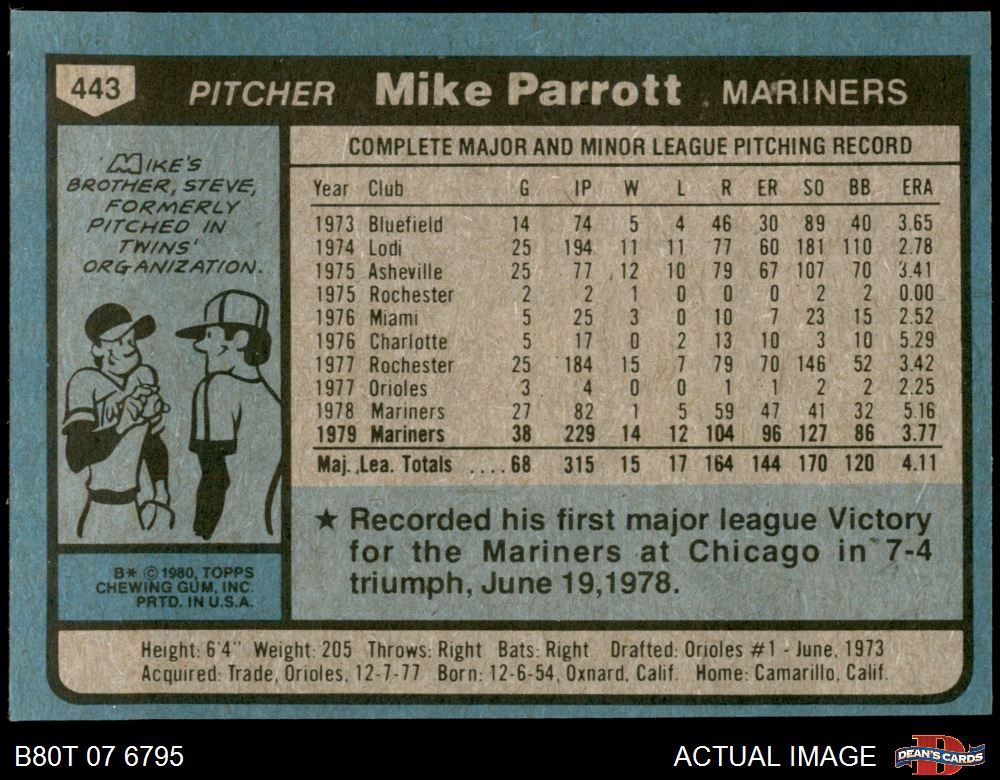 443 PITCHER Mike Parrott MARINERS
MIKE'S
BROTHER, STEVE,
FORMERLY
PITCHED IN
TWINS'
ORGANIZATION.
COMPLETE MAJOR AND MINOR LEAGUE PITCHING RECORD
Year Club G IP W L R ER SO BB ERA
1973 Bluefield 14 74 5 4 46 30 89 40 3.65
1974 Lodi 25 194 11 11 77 60 181 110 2.78
1975 Asheville 25 77 12 10 79 67 107 70 3.41
1975 Rochester 2 2 1 0 0 0 2 2 0.00
1976 Miami 5 25 3 0 10 7 23 15 2.52
1976 Charlotte 5 17 0 2 13 10 3 10 5.29
1977 Rochester 25 184 15 7 79 70 146 52 3.42
1977 Orioles 3 4 0 0 1 1 2 2 2.25
1978 Mariners 27 82 1 5 59 47 41 32 5.16
1979 Mariners 38 229 14 12 104 96 127 86 3.77
Maj. Lea. Totals ....68 315 15 17 164 144 170 120 4.11
★ Recorded his first major league Victory
for the Mariners at Chicago in 7-4
triumph, June 19,1978.
B* © 1980, TOPPS
CHEWING GUM, INC.
PRTD. IN U.S.A.
Height: 6'4" Weight: 205 Throws: Right Bats: Right Drafted: Orioles #1 - June, 1973
Acquired: Trade, Orioles, 12-7-77 Born: 12-6-54, Oxnard, Calif. Home: Camarillo, Calif.
B80T 07 6795 ACTUAL IMAGE DEAN'S CARDS